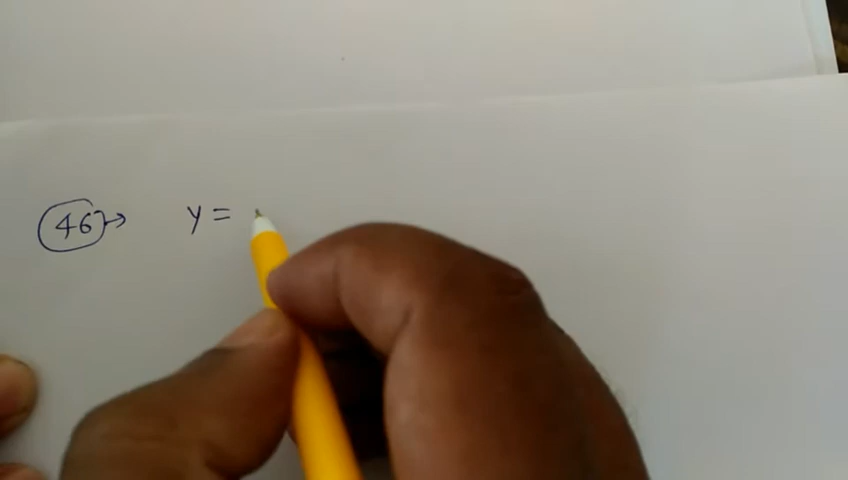 46→ y =